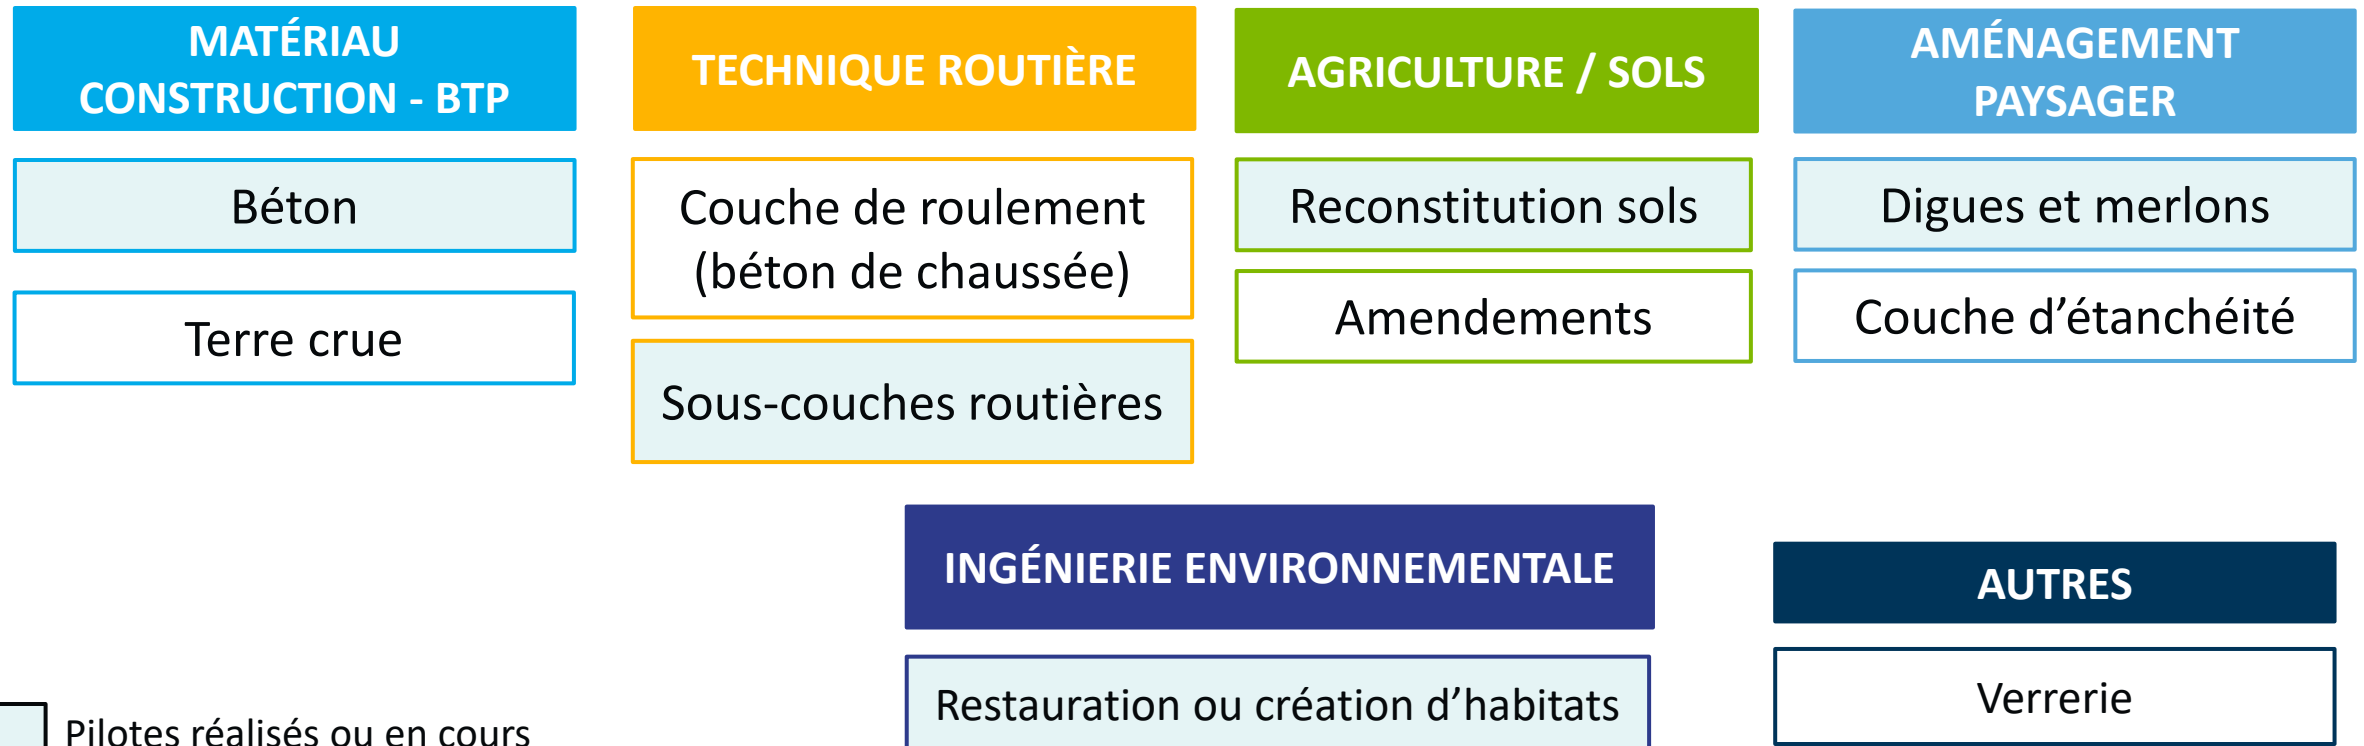 MATÉRIAU
CONSTRUCTION - BTP
Béton
Terre crue
TECHNIQUE ROUTIÈRE
Couche de roulement
(béton de chaussée)
Sous-couches routières
AGRICULTURE / SOLS
Reconstitution sols
Amendements
AMÉNAGEMENT
PAYSAGER
Digues et merlons
Couche d’étanchéité
INGÉNIERIE ENVIRONNEMENTALE
Restauration ou création d’habitats
AUTRES
Verrerie
Pilotes réalisés ou en cours